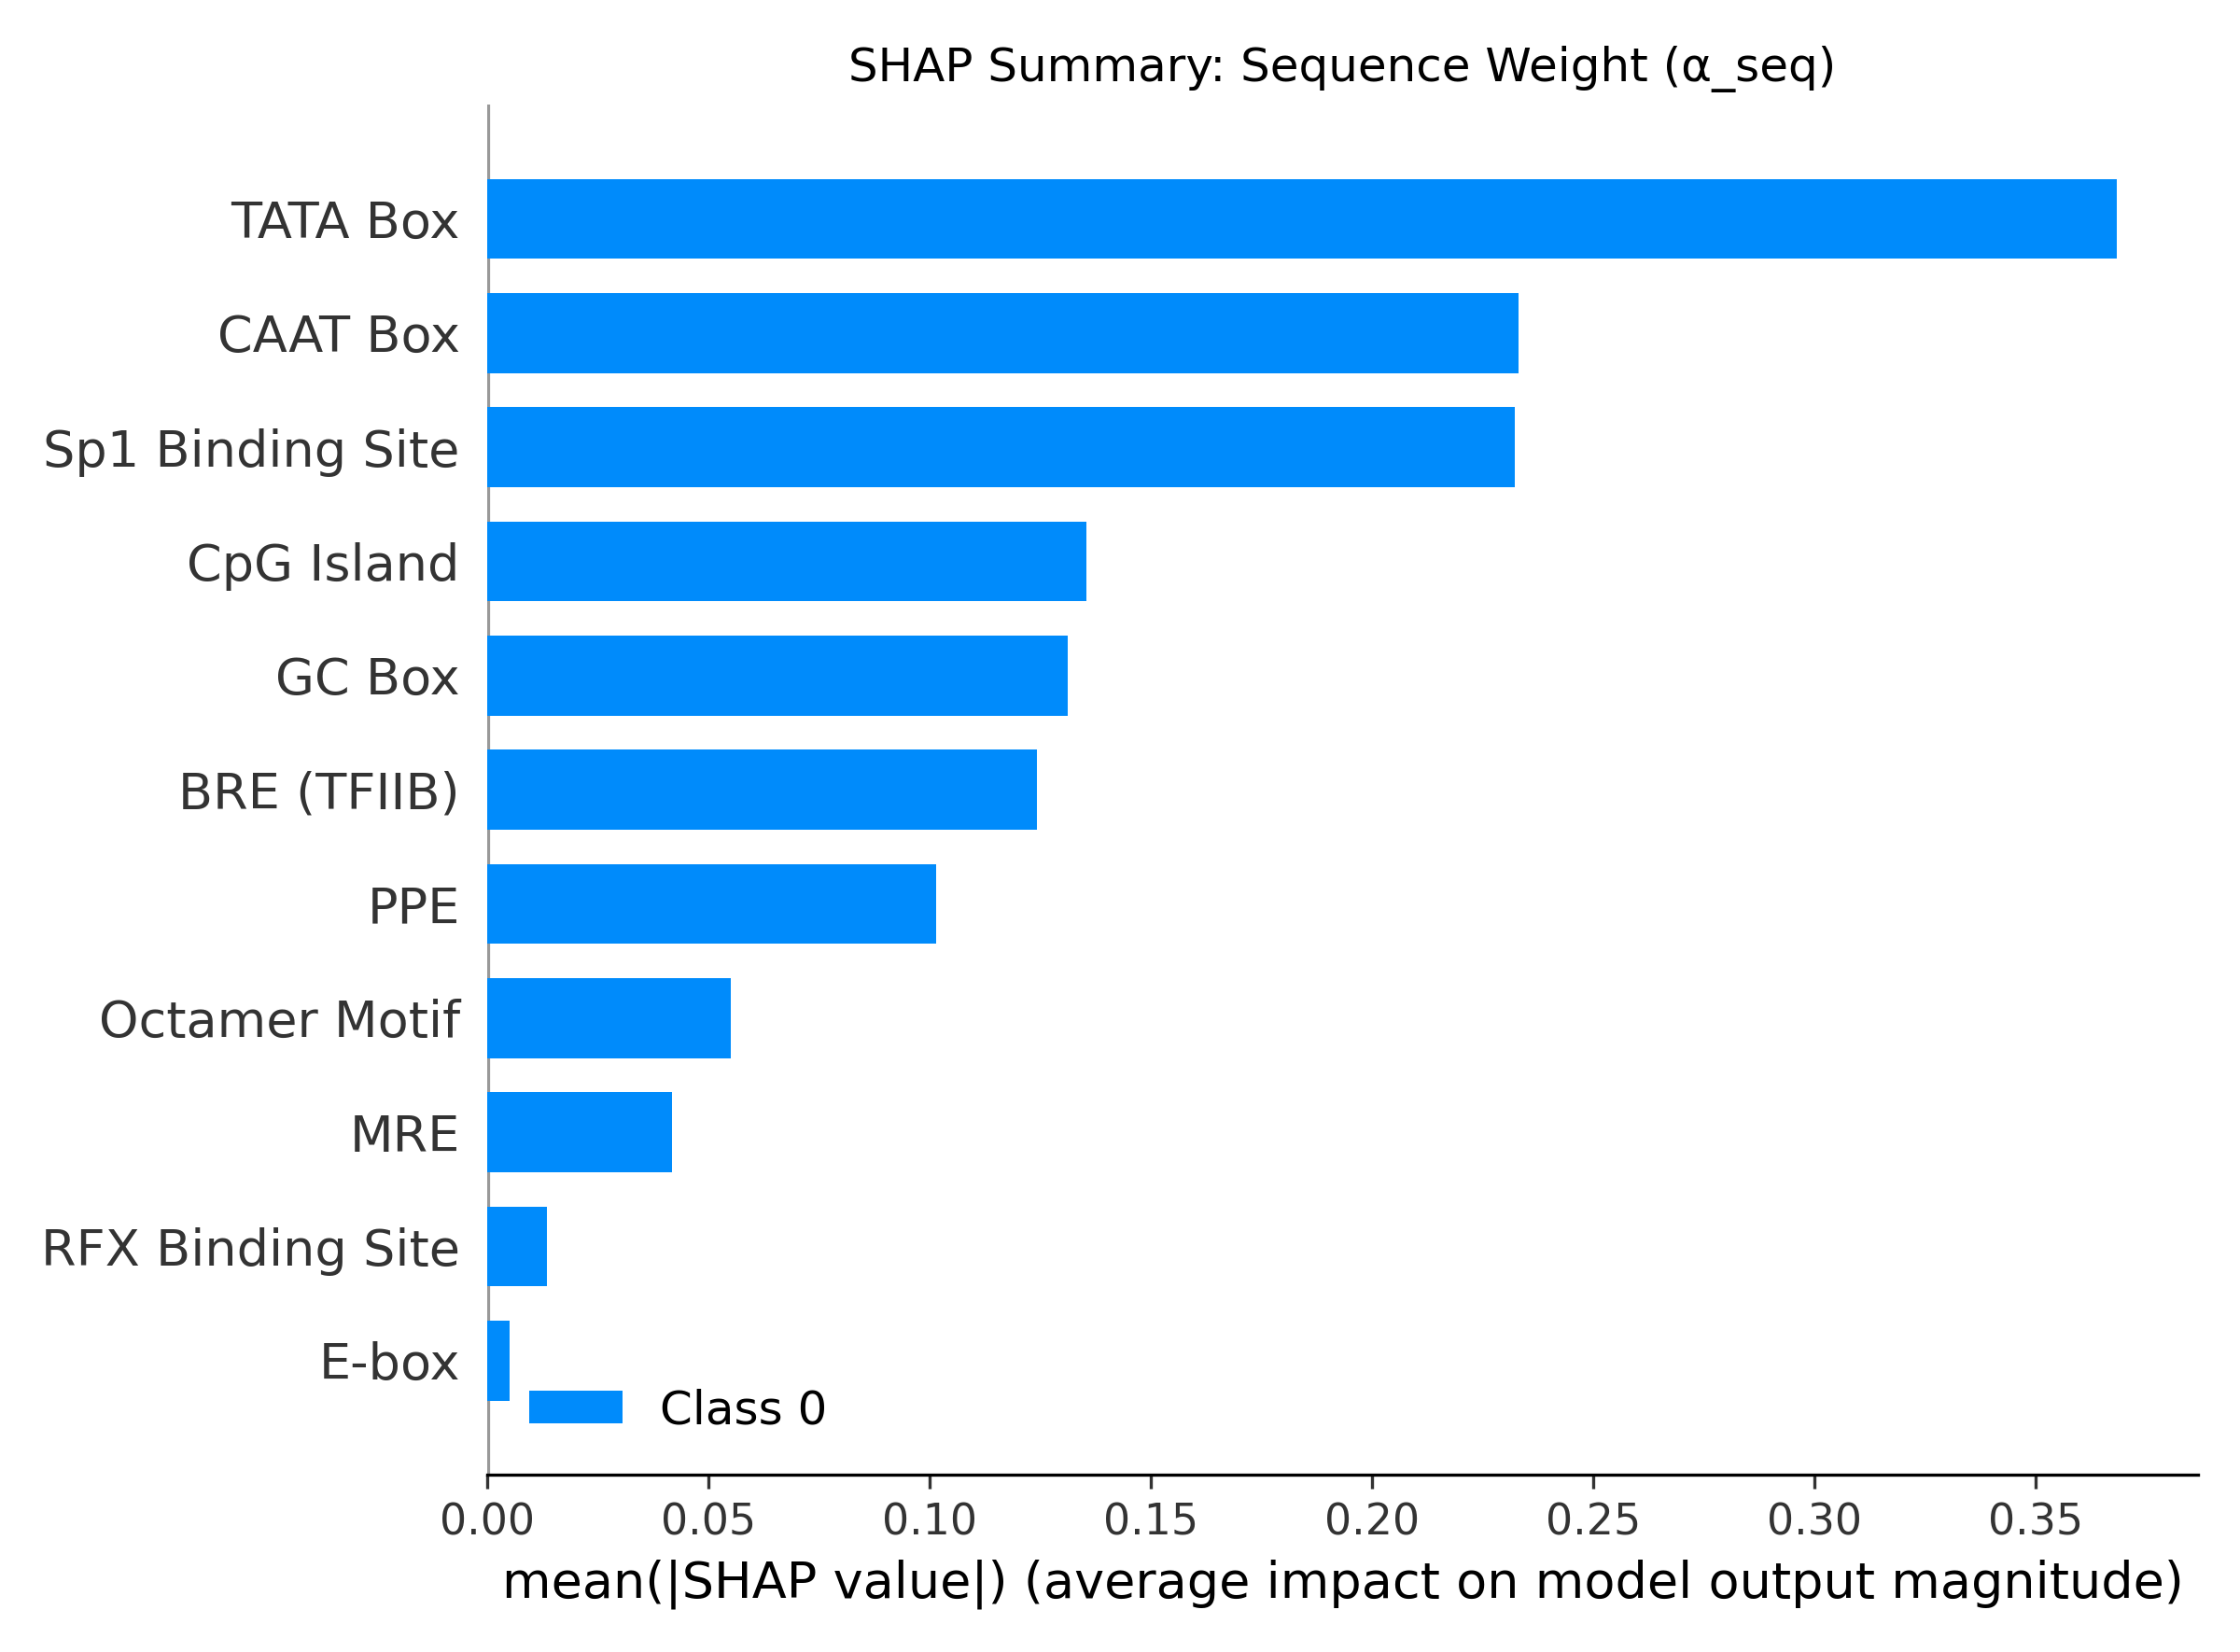 SHAP Summary: Sequence Weight (α_seq)
TATA Box
CAAT Box
Sp1 Binding Site
CpG Island
GC Box
BRE (TFIIB)
PPE
Octamer Motif
MRE
RFX Binding Site
E-box
Class 0
0.00 0.05 0.10 0.15 0.20 0.25 0.30 0.35
mean(|SHAP value|) (average impact on model output magnitude)